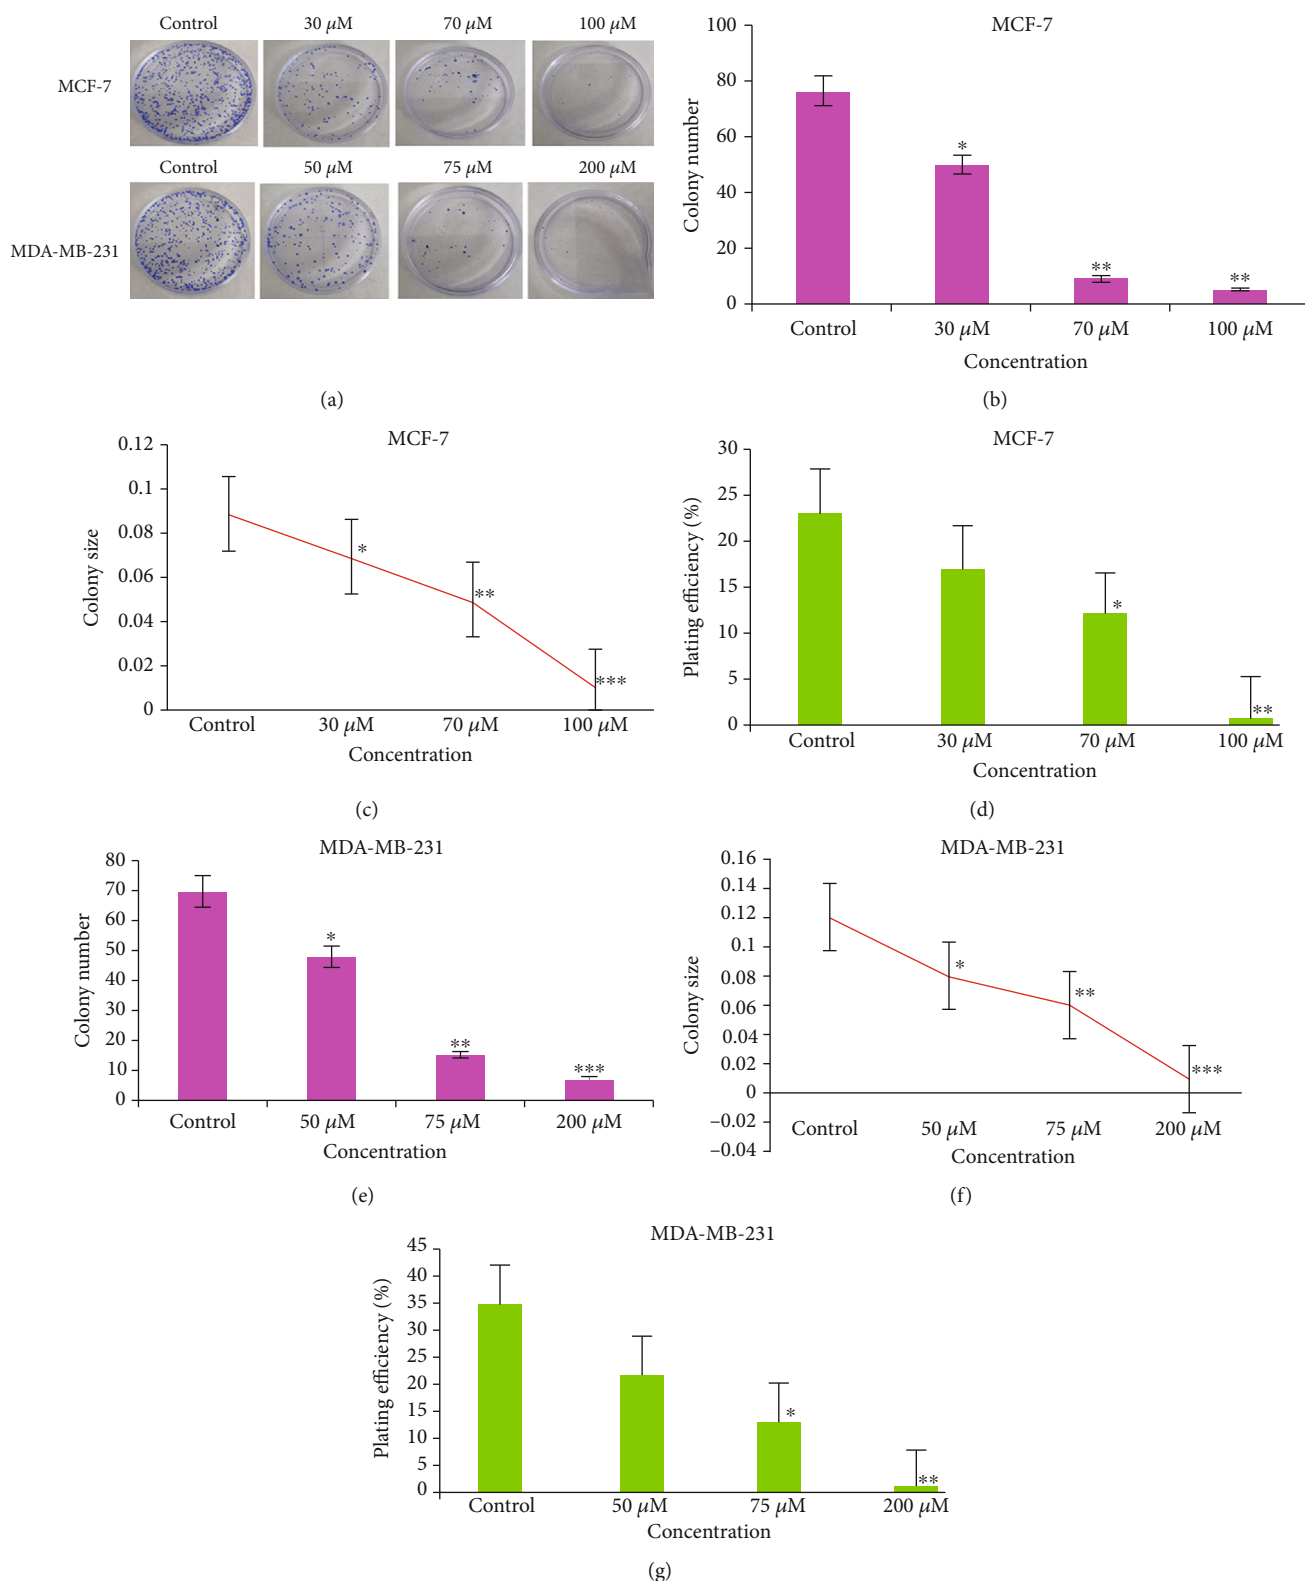 Control 30 μM 70 μM 100 μM
MCF-7
Control 50 μM 75 μM 200 μM
MDA-MB-231
(a)
MCF-7
100
80
60
40
20
0
Colony number
*
**
**
Control 30 μM 70 μM 100 μM
Concentration
(b)
MCF-7
0.12
0.1
0.08
0.06
0.04
0.02
0
Colony size
*
**
***
Control 30 μM 70 μM 100 μM
Concentration
(c)
MCF-7
30
25
20
15
10
5
0
Plating efficiency (%)
*
**
Control 30 μM 70 μM 100 μM
Concentration
(d)
MDA-MB-231
80
70
60
50
40
30
20
10
0
Colony number
*
**
***
Control 50 μM 75 μM 200 μM
Concentration
(e)
MDA-MB-231
0.16
0.14
0.12
0.1
0.08
0.06
0.04
0.02
0
−0.02
−0.04
Colony size
*
**
***
Control 50 μM 75 μM 200 μM
Concentration
(f)
MDA-MB-231
45
40
35
30
25
20
15
10
5
0
Plating efficiency (%)
*
**
Control 50 μM 75 μM 200 μM
Concentration
(g)